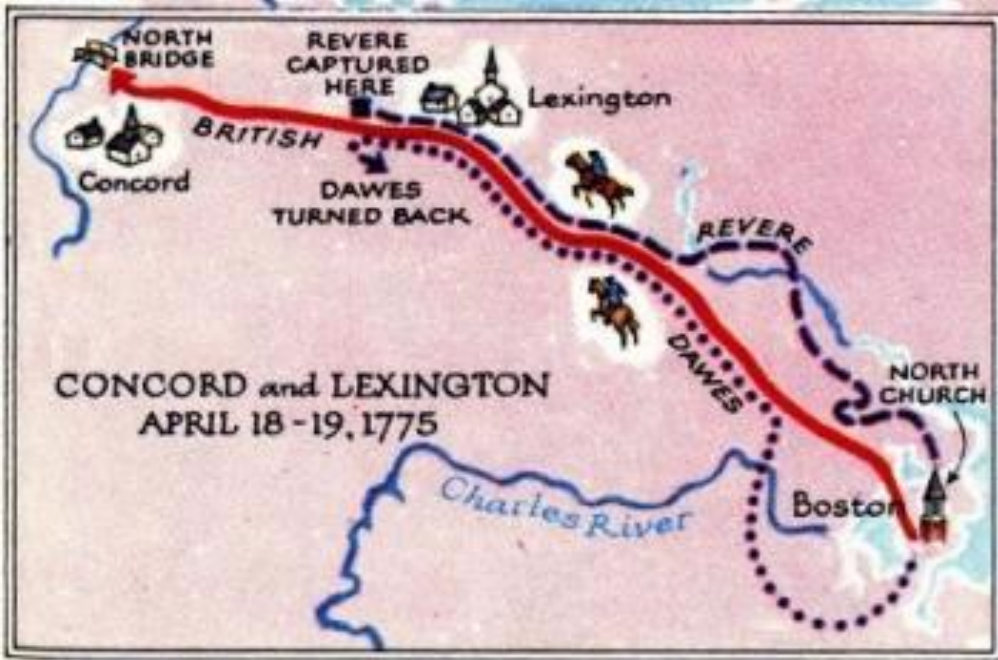 NORTH
BRIDGE
REVERE
CAPTURED
HERE
Lexington
BRITISH
Concord
DAWES
TURNED BACK
REVERE
DAWES
CONCORD and LEXINGTON
APRIL 18-19, 1775
NORTH
CHURCH
Charles River
Boston